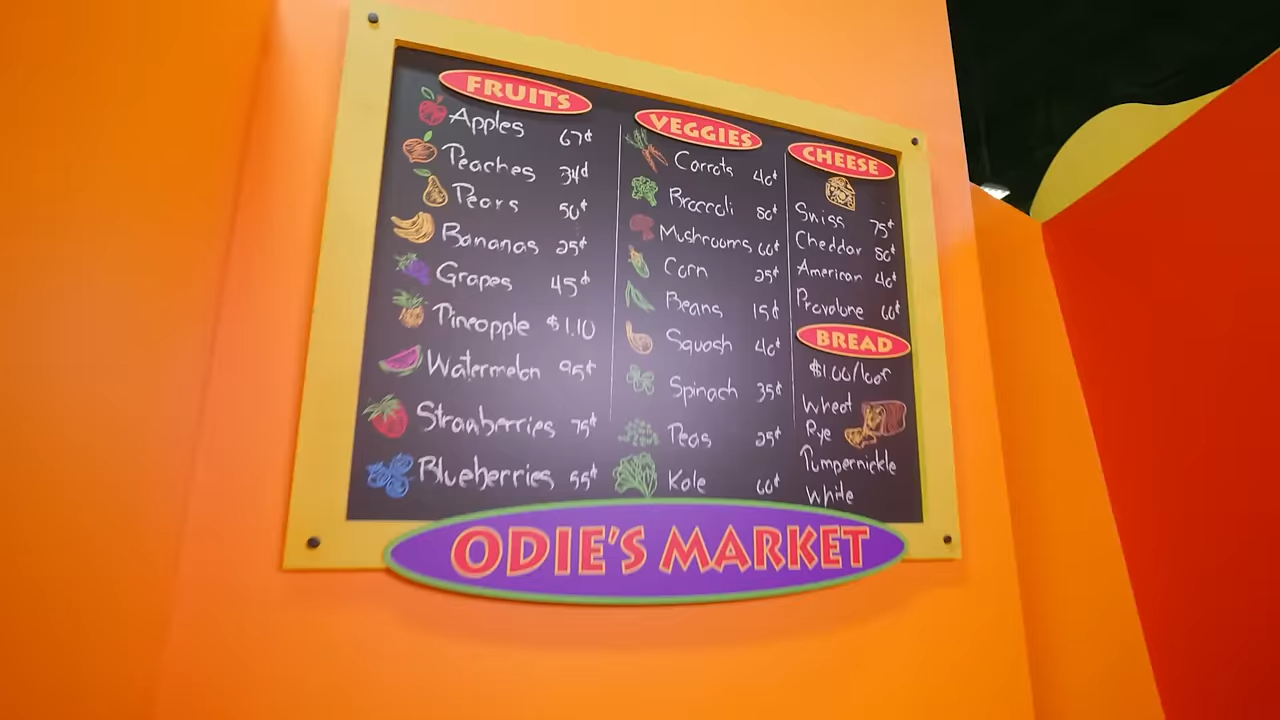 FRUITS
Apples 67¢
Peaches 34¢
Pears 50¢
Bananas 25¢
Grapes 45¢
Pineapple $1.10
Watermelon 95¢
Strawberries 75¢
Blueberries 55¢
VEGGIES
Carrots 40¢
Broccoli 80¢
Mushrooms 60¢
Corn 25¢
Beans 15¢
Squash 40¢
Spinach 35¢
Peas 25¢
Kale 60¢
CHEESE
Swiss 75¢
Cheddar 80¢
American 40¢
Provolone 60¢
BREAD
$1.00/loaf
Wheat
Rye
Pumpernickle
White
ODIE'S MARKET